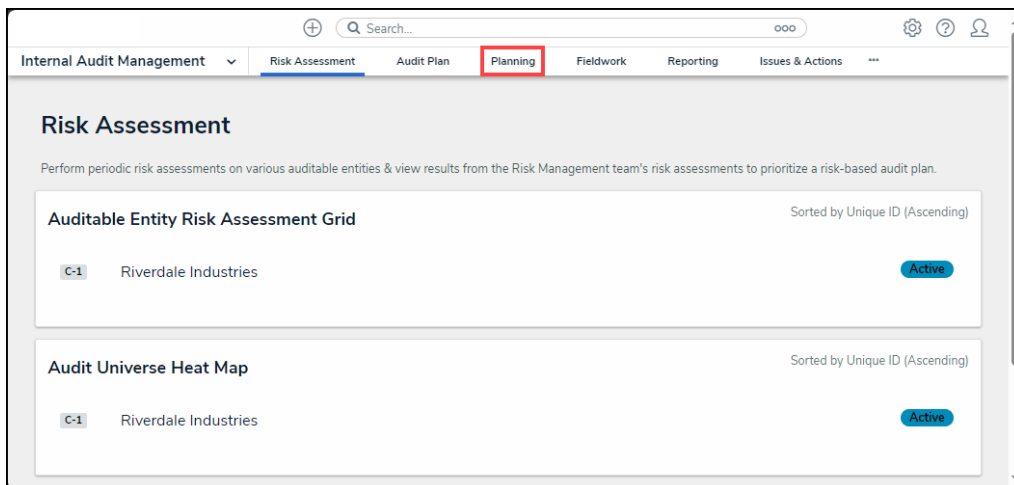 Search...
Internal Audit Management Risk Assessment Audit Plan Planning Fieldwork Reporting Issues & Actions
Risk Assessment
Perform periodic risk assessments on various auditable entities & view results from the Risk Management team's risk assessments to prioritize a risk-based audit plan.
Auditable Entity Risk Assessment Grid Sorted by Unique ID (Ascending)
C-1 Riverdale Industries Active
Audit Universe Heat Map Sorted by Unique ID (Ascending)
C-1 Riverdale Industries Active